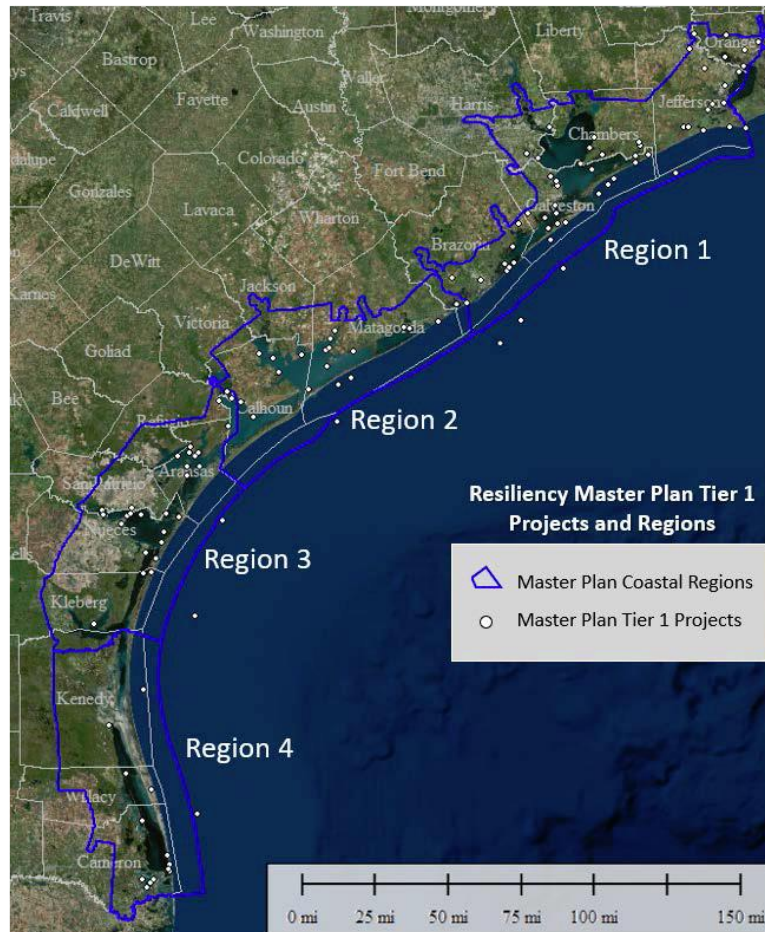 Travis
Lee
Washington
Montgomery
Liberty
Orange
Bastrop
Waller
Harris
Jefferson
Caldwell
Fayette
Austin
Chambers
Colorado
Fort Bend
Gonzales
Lavaca
Wharton
Galveston
Brazoria
DeWitt
Region 1
Karnes
Jackson
Victoria
Matagorda
Goliad
Calhoun
Bee
Region 2
Refugio
Aransas
San Patricio
Resiliency Master Plan Tier 1
Projects and Regions
Nueces
Region 3
Master Plan Coastal Regions
Kleberg
Master Plan Tier 1 Projects
Kenedy
Region 4
Willacy
Cameron
0 mi 25 mi 50 mi 75 mi 100 mi 150 mi